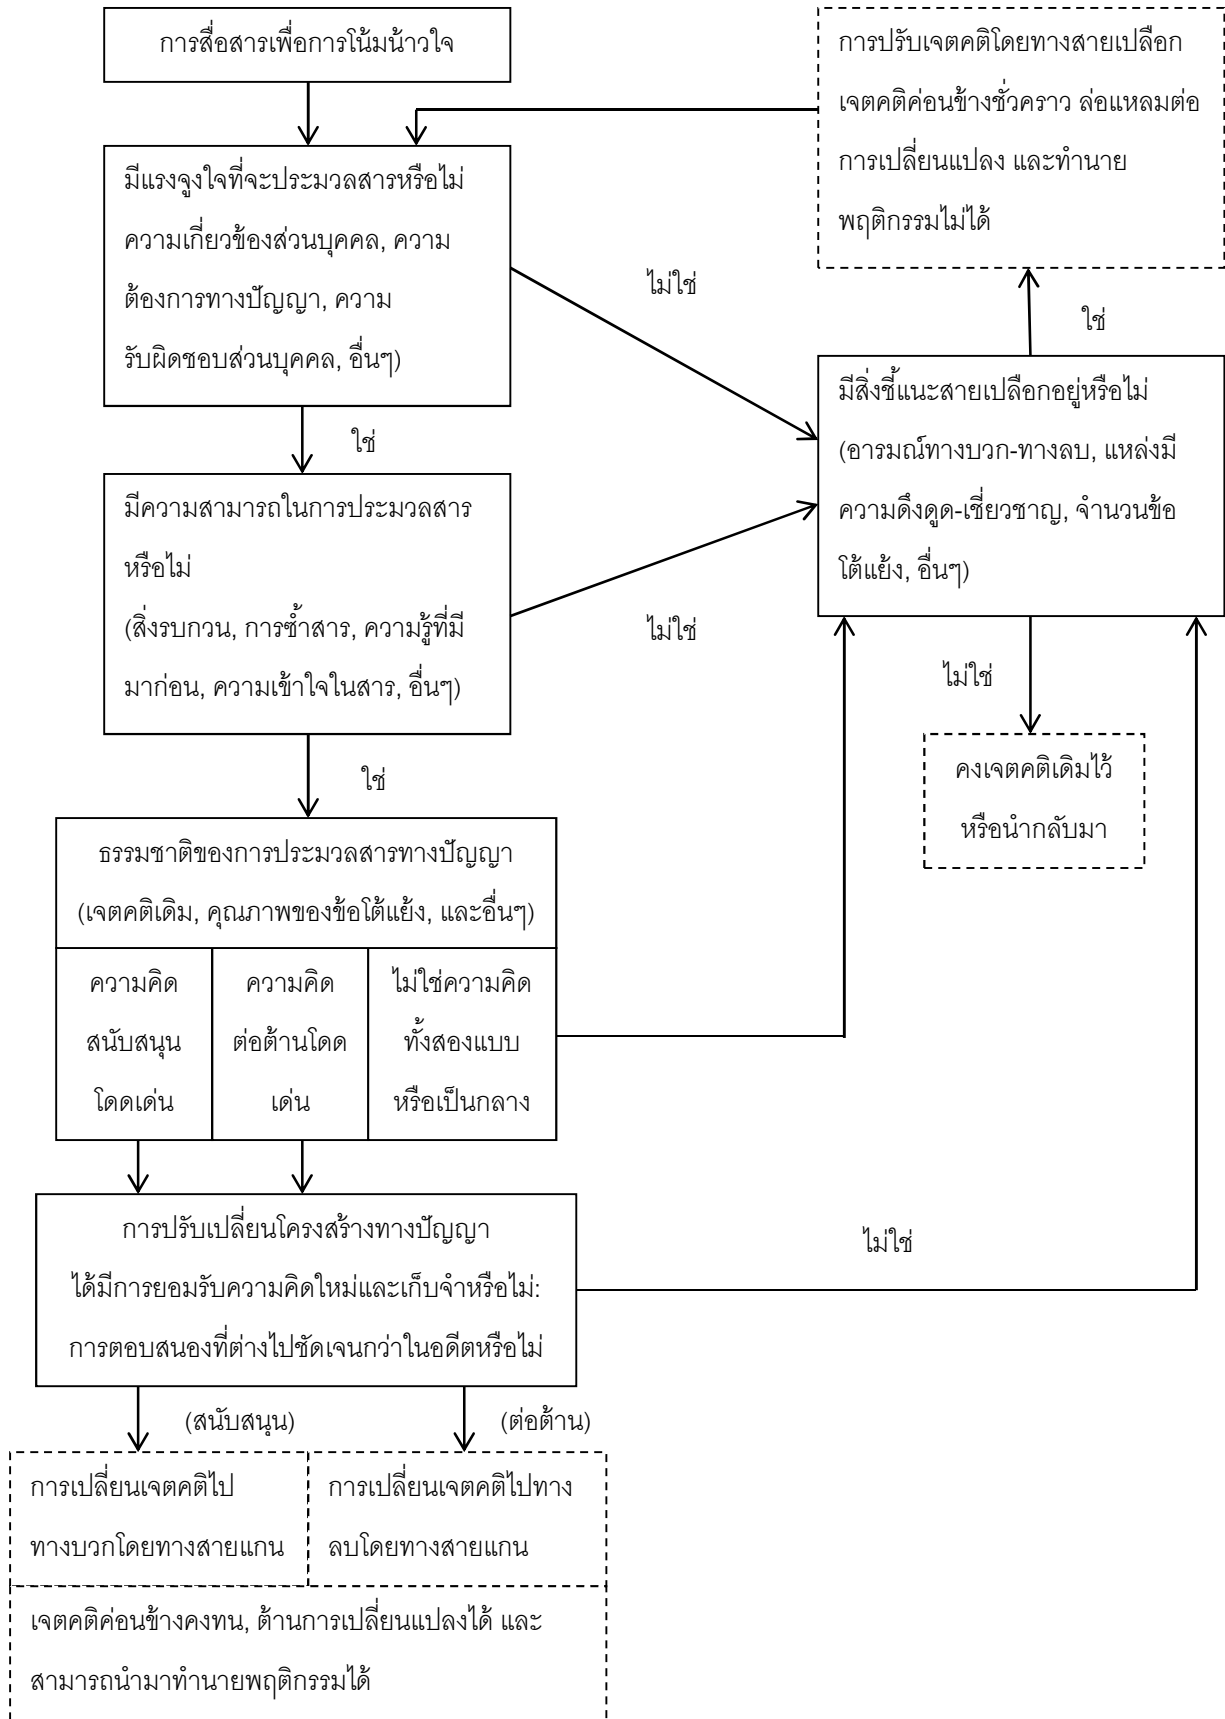 การสื่อสารเพื่อการโน้มน้าวใจ
การปรับเจตคติโดยทางสายเปลือก
เจตคติค่อนข้างชั่วคราว ล่อแหลมต่อ
การเปลี่ยนแปลง และทำนาย
พฤติกรรมไม่ได้
มีแรงจูงใจที่จะประมวลสารหรือไม่
ความเกี่ยวข้องส่วนบุคคล, ความ
ต้องการทางปัญญา, ความ
รับผิดชอบส่วนบุคคล, อื่นๆ)
ไม่ใช่
ใช่
มีสิ่งชี้แนะสายเปลือกอยู่หรือไม่
(อารมณ์ทางบวก-ทางลบ, แหล่งมี
ความดึงดูด-เชี่ยวชาญ, จำนวนข้อ
โต้แย้ง, อื่นๆ)
ใช่
มีความสามารถในการประมวลสาร
หรือไม่
(สิ่งรบกวน, การซ้ำสาร, ความรู้ที่มี
มาก่อน, ความเข้าใจในสาร, อื่นๆ)
ไม่ใช่
ไม่ใช่
คงเจตคติเดิมไว้
หรือนำกลับมา
ใช่
ธรรมชาติของการประมวลสารทางปัญญา
(เจตคติเดิม, คุณภาพของข้อโต้แย้ง, และอื่นๆ)
ความคิด
สนับสนุน
โดดเด่น
ความคิด
ต่อต้านโดด
เด่น
ไม่ใช่ความคิด
ทั้งสองแบบ
หรือเป็นกลาง
การปรับเปลี่ยนโครงสร้างทางปัญญา
ได้มีการยอมรับความคิดใหม่และเก็บจำหรือไม่:
การตอบสนองที่ต่างไปชัดเจนกว่าในอดีตหรือไม่
ไม่ใช่
(สนับสนุน)
(ต่อต้าน)
การเปลี่ยนเจตคติไป
ทางบวกโดยทางสายแกน
การเปลี่ยนเจตคติไปทาง
ลบโดยทางสายแกน
เจตคติค่อนข้างคงทน, ต้านการเปลี่ยนแปลงได้ และ
สามารถนำมาทำนายพฤติกรรมได้